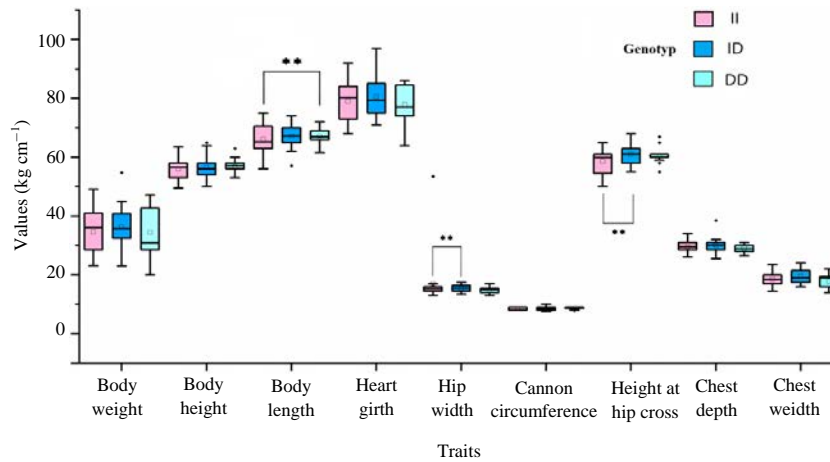 II
Genotyp
ID
DD
Values (kg cm−1)
100
80
60
40
20
0
**
**
**
Body weight
Body height
Body length
Heart girth
Hip width
Cannon circumference
Height at hip cross
Chest depth
Chest weidth
Traits